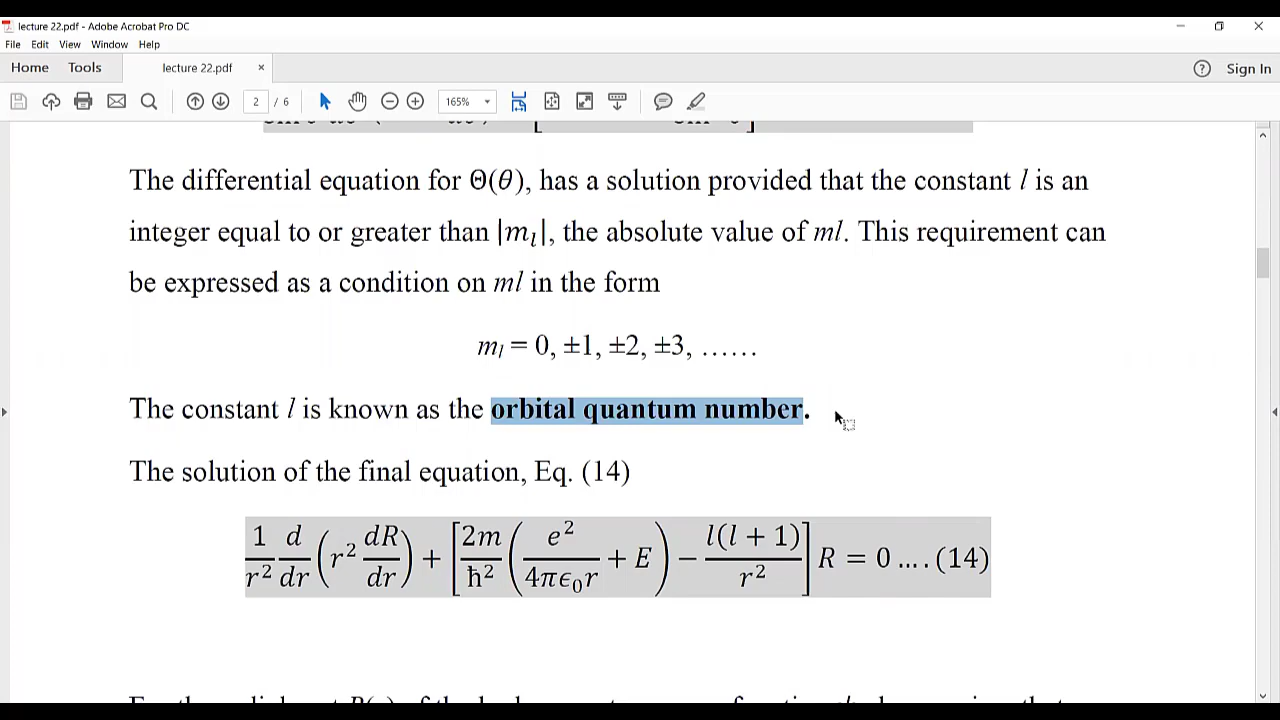 lecture 22.pdf - Adobe Acrobat Pro DC
File Edit View Window Help
Home Tools lecture 22.pdf × Sign In
2 / 6 165%
The differential equation for Θ(θ), has a solution provided that the constant l is an
integer equal to or greater than |m_l|, the absolute value of ml. This requirement can
be expressed as a condition on ml in the form
m_l = 0, ±1, ±2, ±3, ……
The constant l is known as the orbital quantum number.
The solution of the final equation, Eq. (14)
1/r² d/dr (r² dR/dr) + [2m/ħ² (e²/4πϵ₀r + E) − l(l + 1)/r²] R = 0 …. (14)